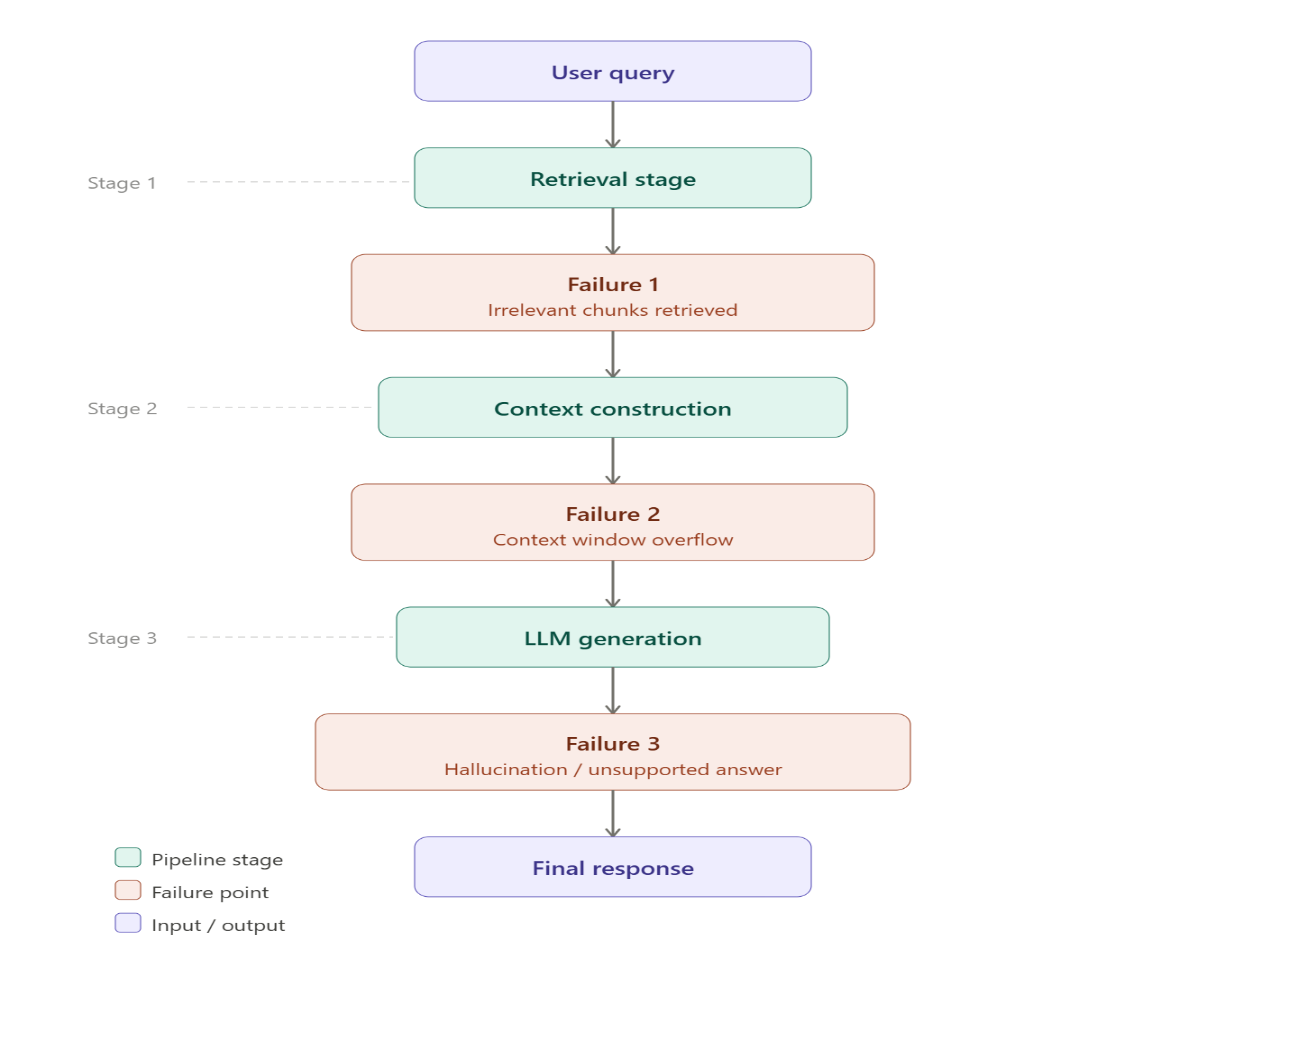 User query
Stage 1
Retrieval stage
Failure 1
Irrelevant chunks retrieved
Stage 2
Context construction
Failure 2
Context window overflow
Stage 3
LLM generation
Failure 3
Hallucination / unsupported answer
Final response
Pipeline stage
Failure point
Input / output